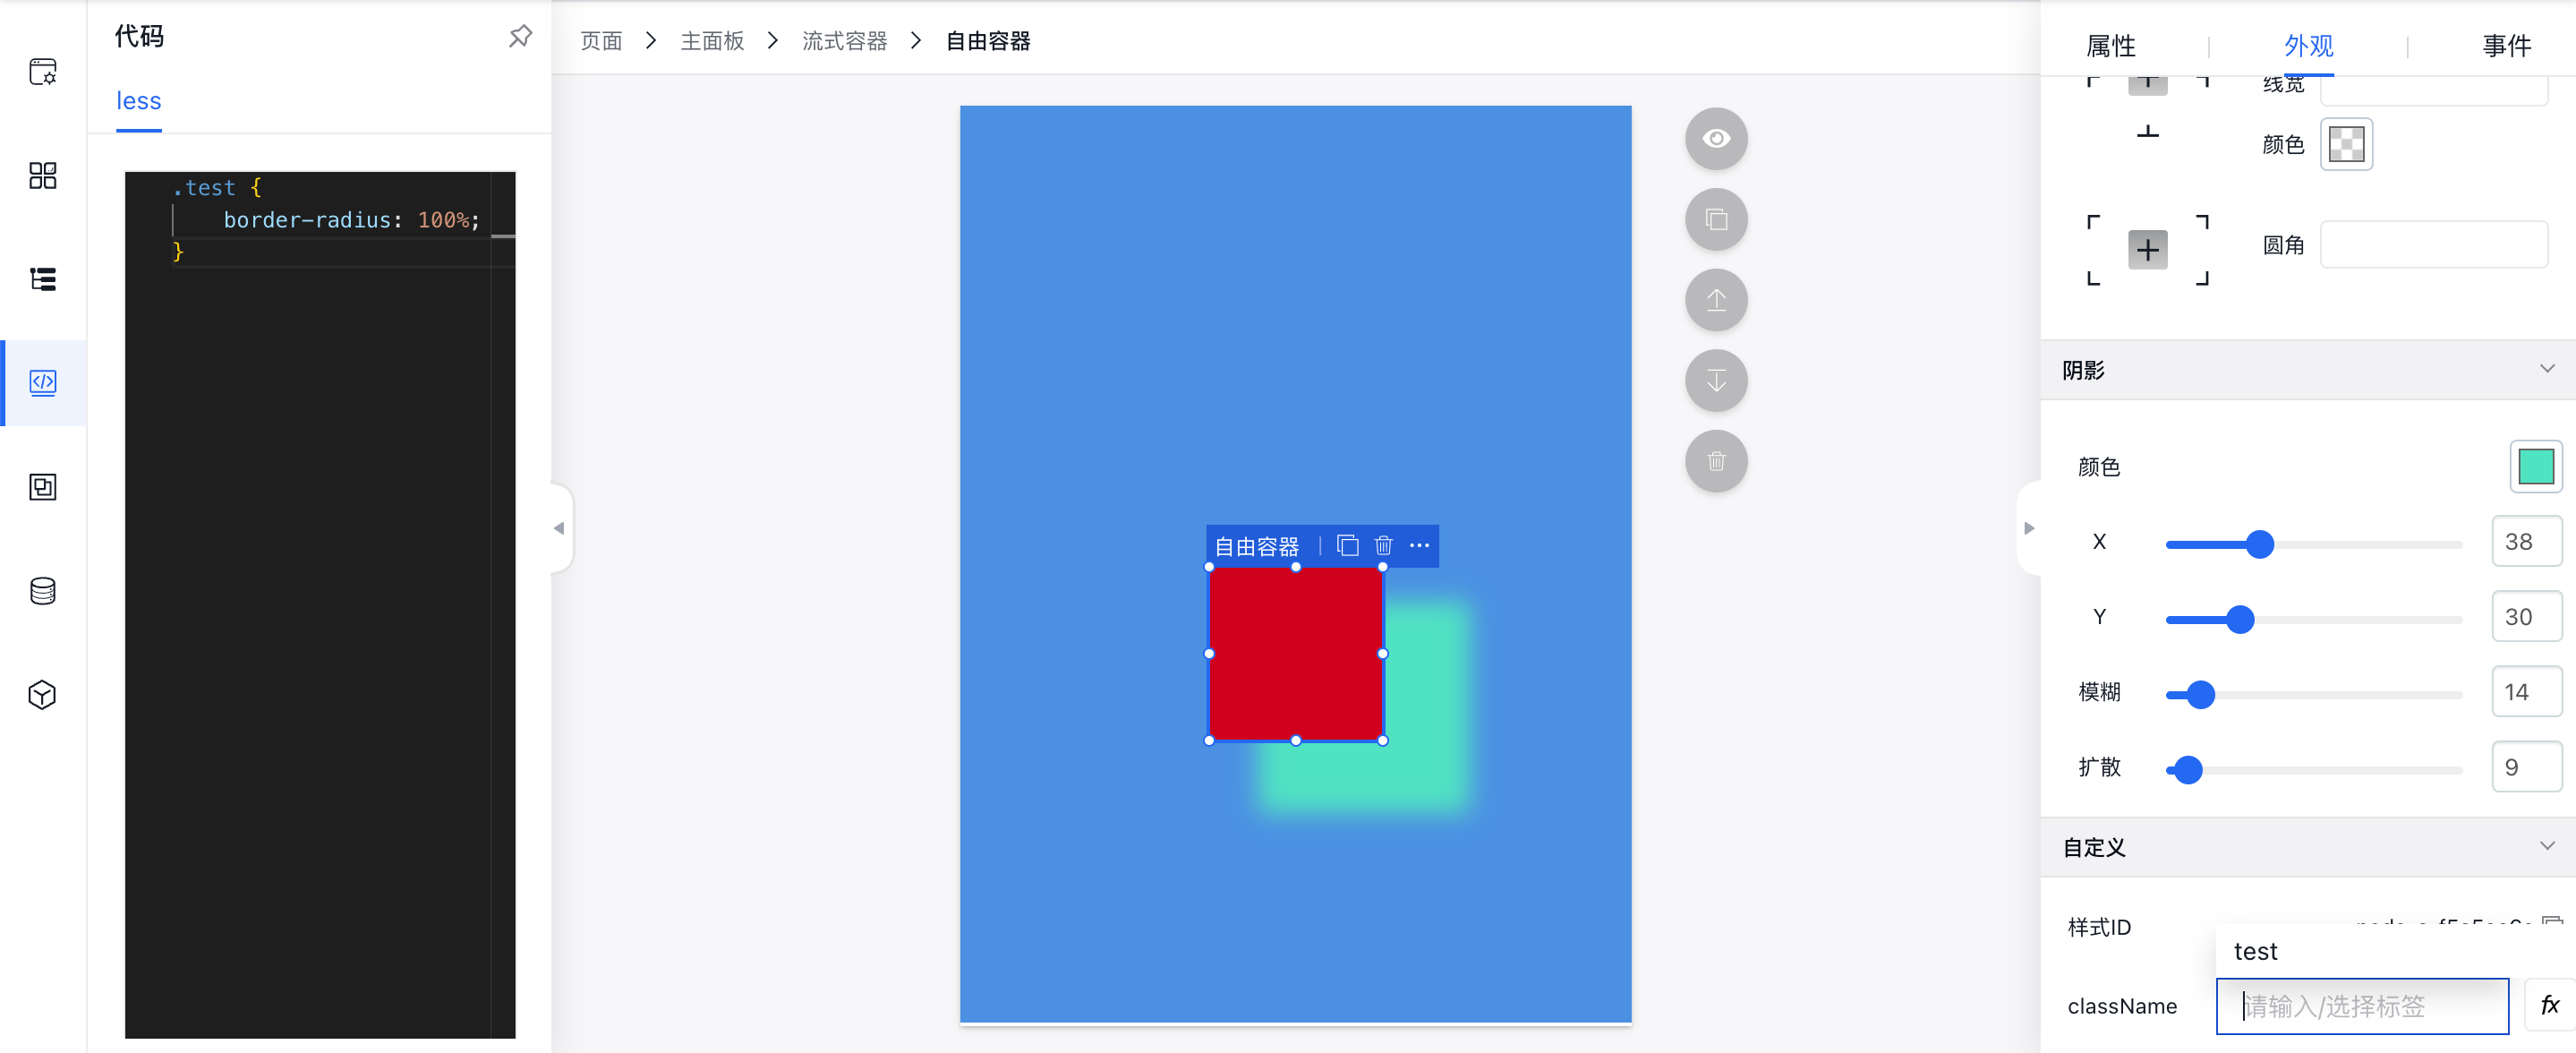 代码
less
.test {
border-radius: 100%;
}
页面 > 主面板 > 流式容器 > 自由容器
自由容器
属性 | 外观 | 事件
线宽
颜色
圆角
阴影
颜色
X 38
Y 30
模糊 14
扩散 9
自定义
样式ID
test
className 请输入/选择标签 fx